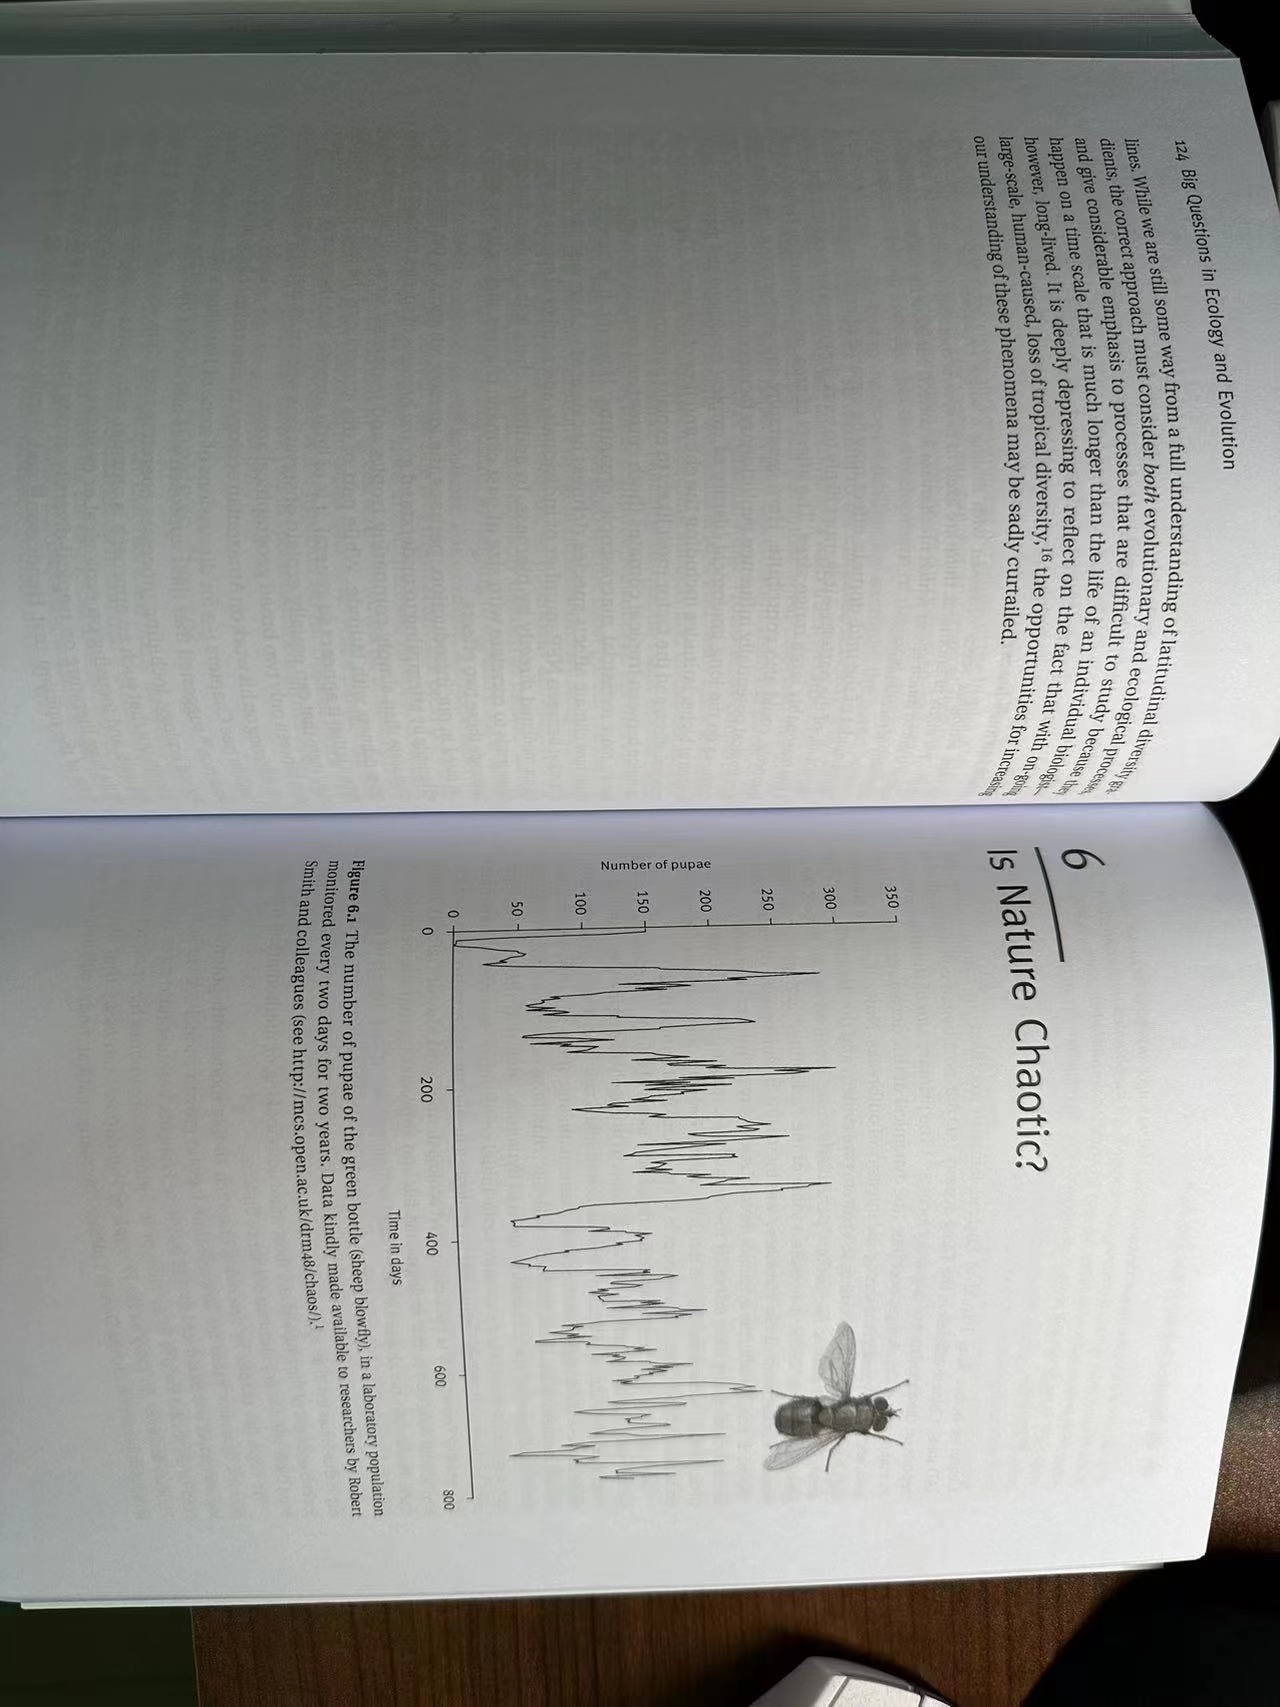 124 Big Questions in Ecology and Evolution
lines. While we are still some way from a full understanding of latitudinal diversity gra-
dients, the correct approach must consider both evolutionary and ecological processes
and give considerable emphasis to processes that are difficult to study because they
happen on a time scale that is much longer than the life of an individual biologist,
however, long-lived. It is deeply depressing to reflect on the fact that with on-going
large-scale, human-caused, loss of tropical diversity,16 the opportunities for increasing
our understanding of these phenomena may be sadly curtailed.
6
Is Nature Chaotic?
350
300
250
200
150
100
50
0
Number of pupae
0
200
400
600
800
Time in days
Figure 6.1 The number of pupae of the green bottle (sheep blowfly), in a laboratory population
monitored every two days for two years. Data kindly made available to researchers by Robert
Smith and colleagues (see http://mcs.open.ac.uk/drm48/chaos/).1